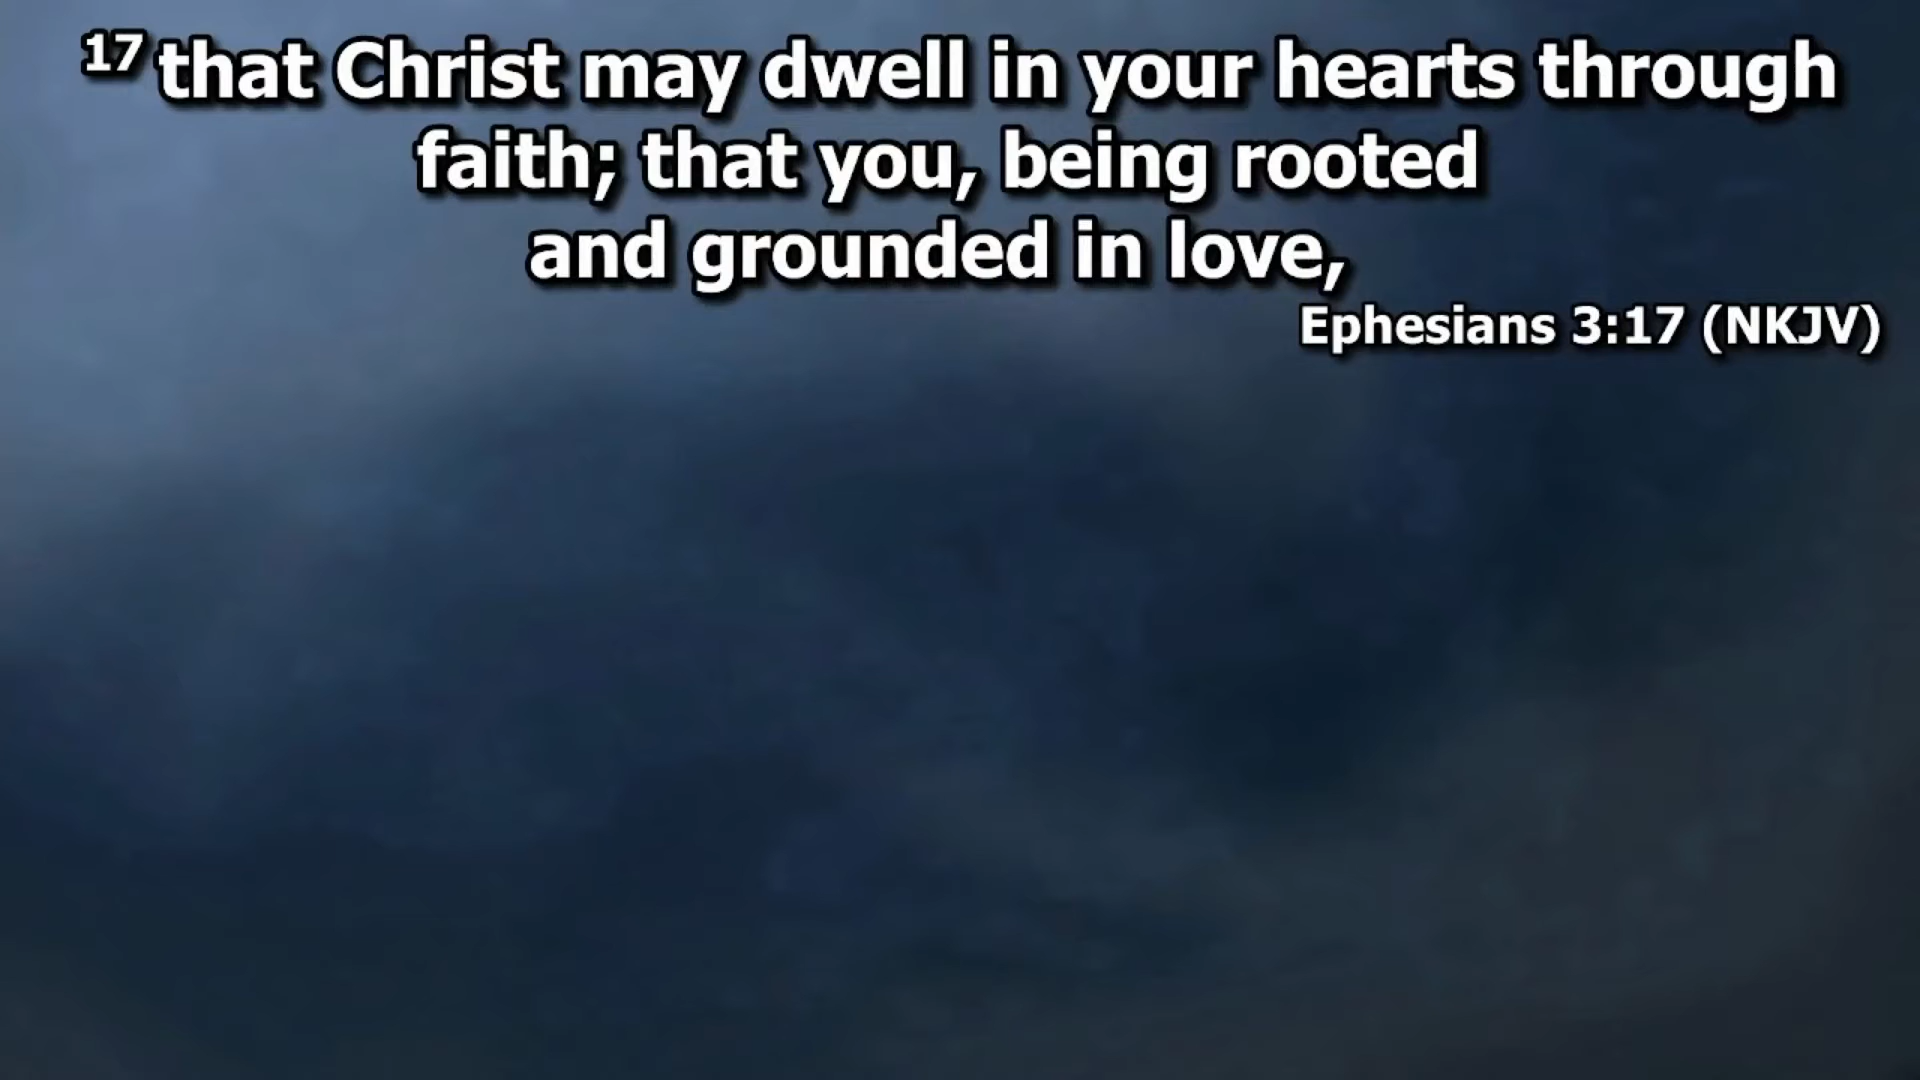 17 that Christ may dwell in your hearts through
faith; that you, being rooted
and grounded in love,
Ephesians 3:17 (NKJV)